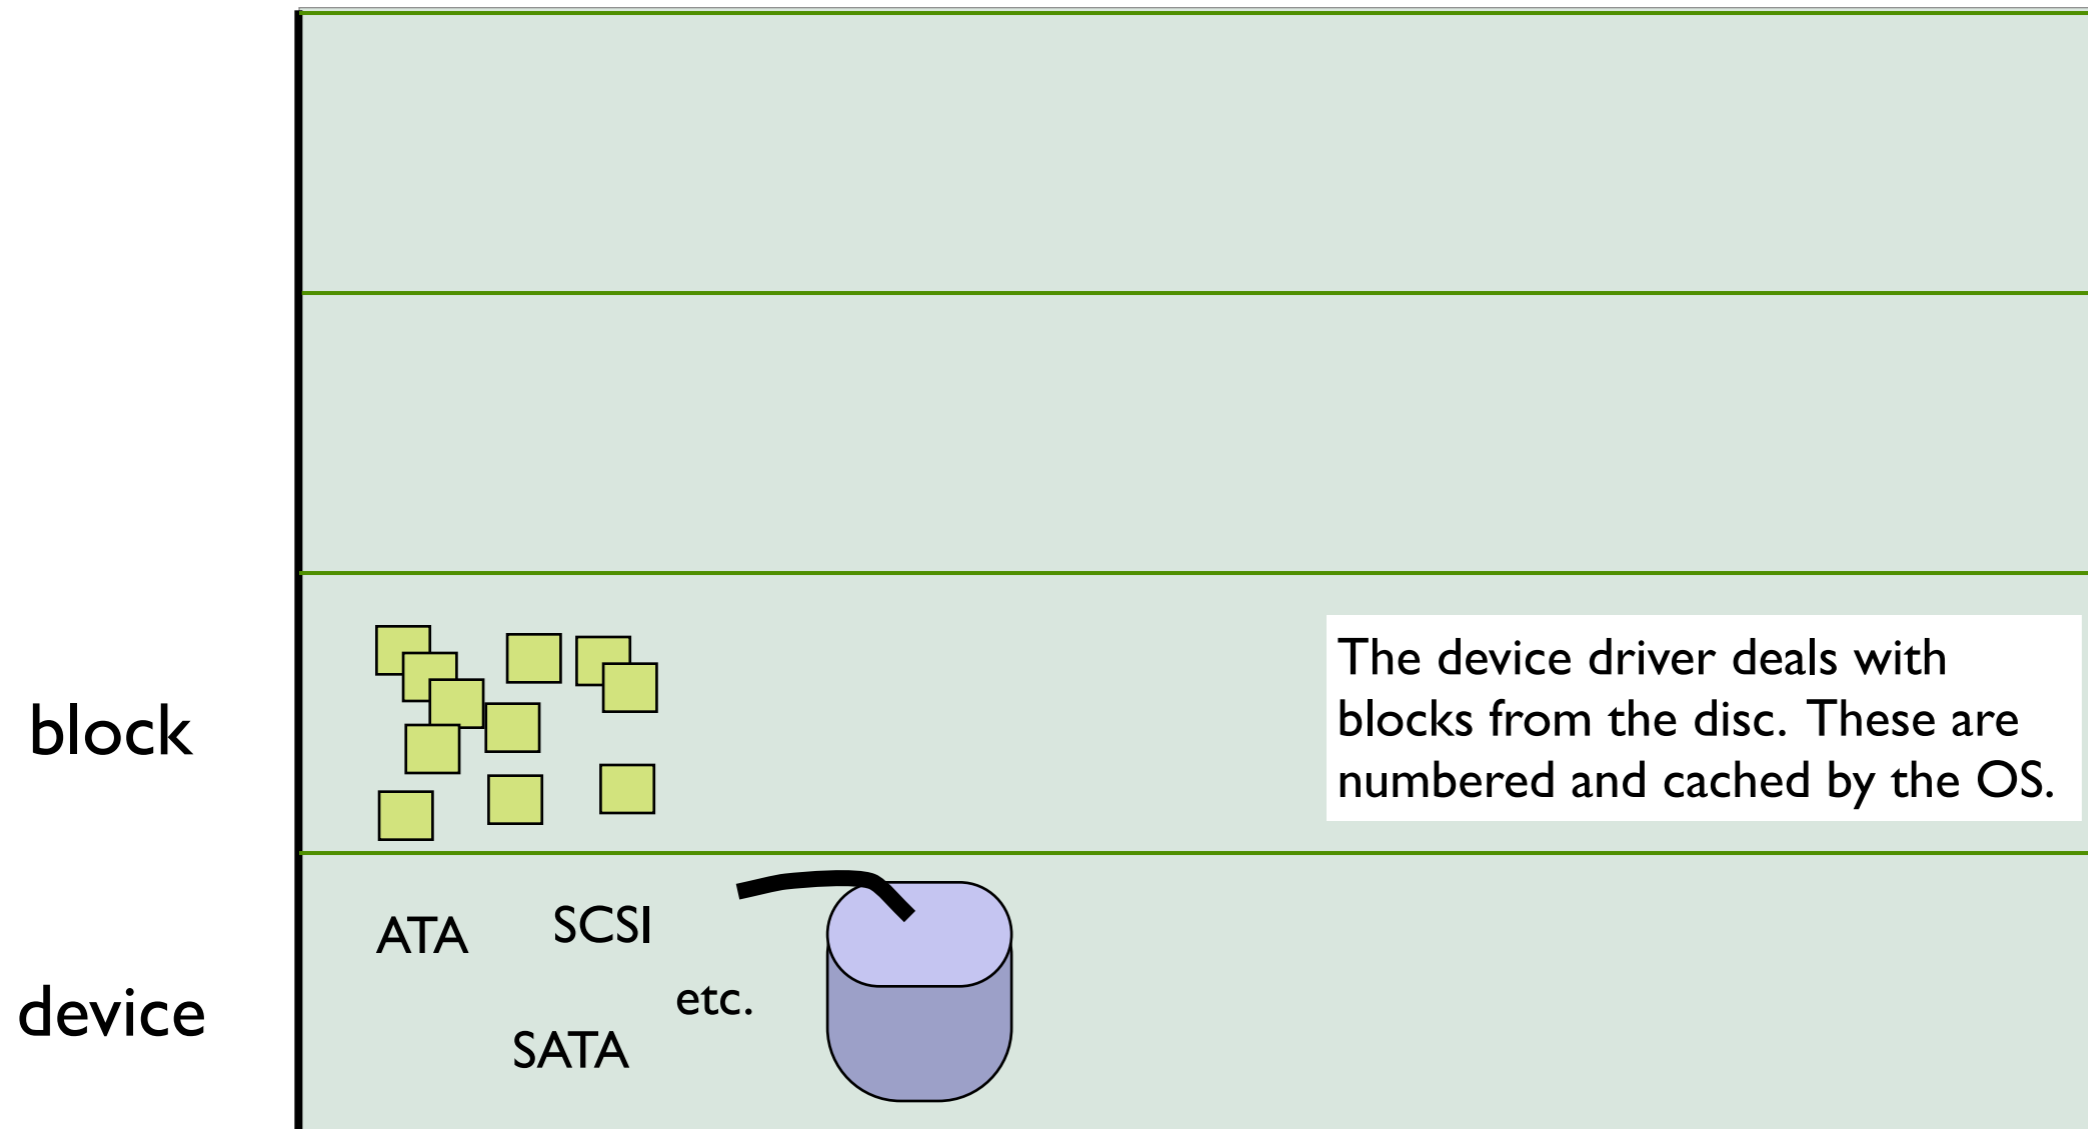 block
The device driver deals with
blocks from the disc. These are
numbered and cached by the OS.
device
ATA
SCSI
etc.
SATA